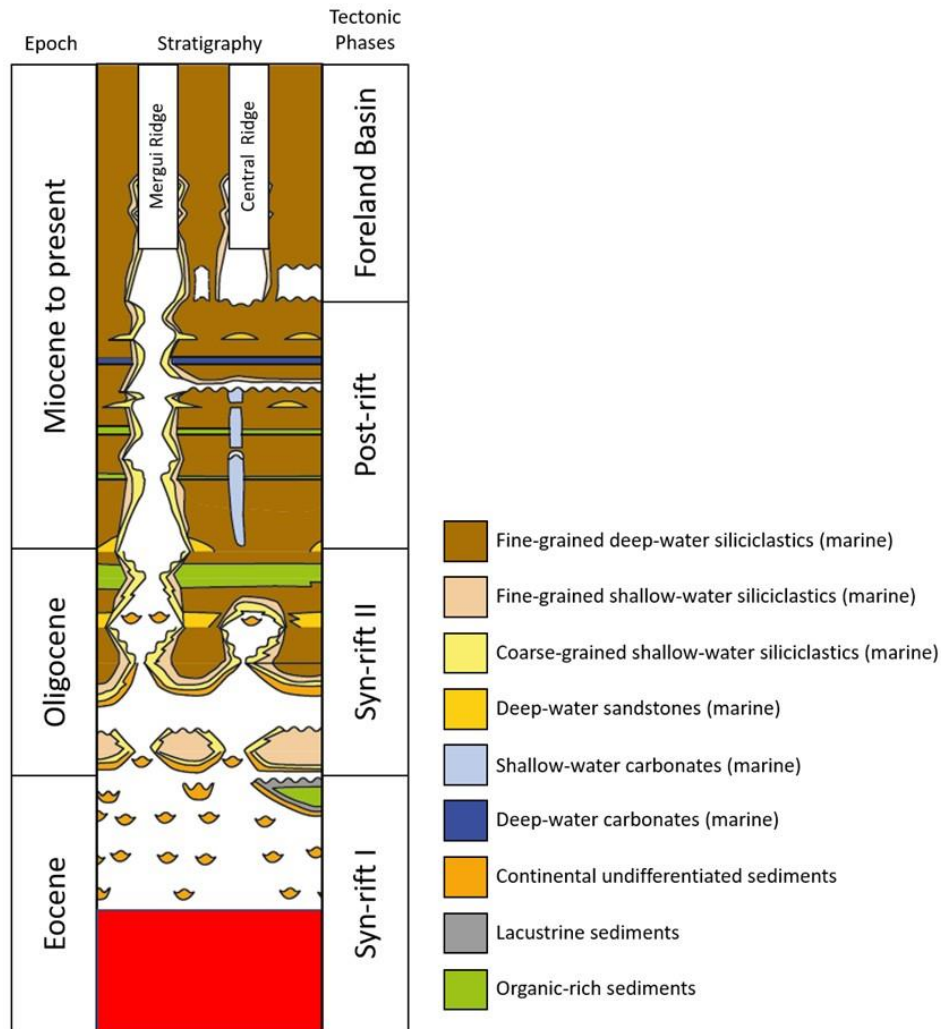 Epoch
Stratigraphy
Tectonic
Phases
Mergui Ridge
Central Ridge
Miocene to present
Oligocene
Eocene
Foreland Basin
Post-rift
Syn-rift II
Syn-rift I
Fine-grained deep-water siliciclastics (marine)
Fine-grained shallow-water siliciclastics (marine)
Coarse-grained shallow-water siliciclastics (marine)
Deep-water sandstones (marine)
Shallow-water carbonates (marine)
Deep-water carbonates (marine)
Continental undifferentiated sediments
Lacustrine sediments
Organic-rich sediments